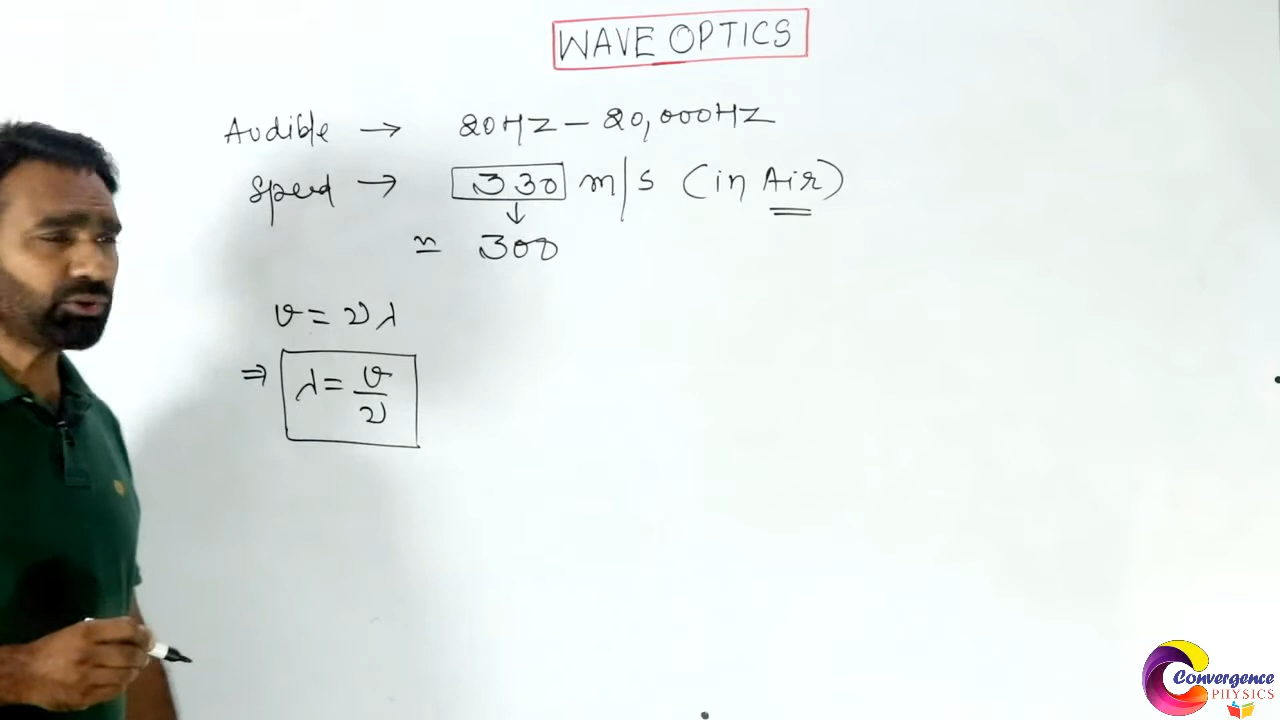 WAVE OPTICS
Audible → 20Hz – 20,000Hz
Speed → 330 m/s (in Air)
↓
≈ 300
v = νλ
⇒ λ = v/ν
Convergence
PHYSICS